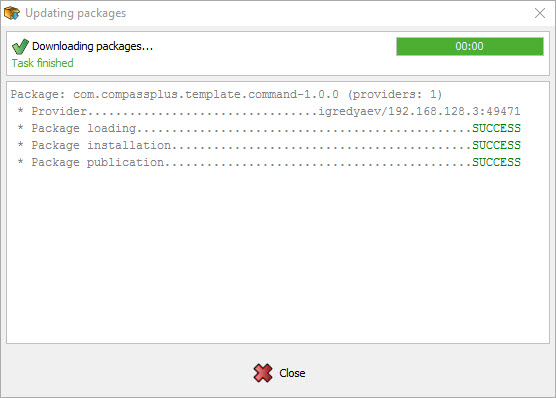 Updating packages
Downloading packages...
00:00
Task finished
Package: com.compassplus.template.command-1.0.0 (providers: 1)
* Provider.................................igredyaev/192.168.128.3:49471
* Package loading................................................SUCCESS
* Package installation...........................................SUCCESS
* Package publication............................................SUCCESS
Close